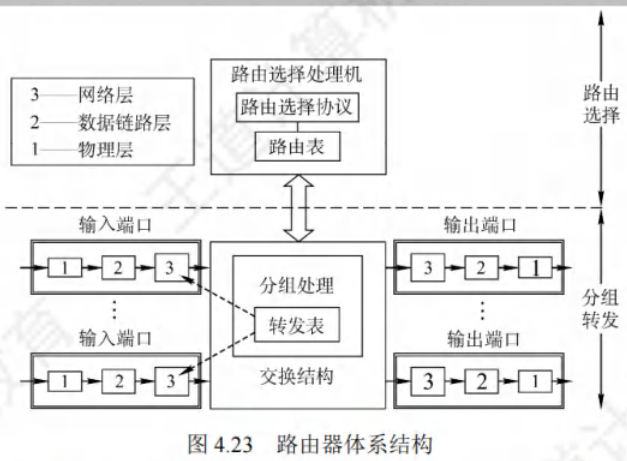 3——网络层
2——数据链路层
1——物理层
路由选择处理机
路由选择协议
路由表
路由
选择
输入端口
1
2
3
⋮
输入端口
1
2
3
分组处理
转发表
交换结构
输出端口
3
2
1
⋮
输出端口
3
2
1
分组
转发
图 4.23 路由器体系结构